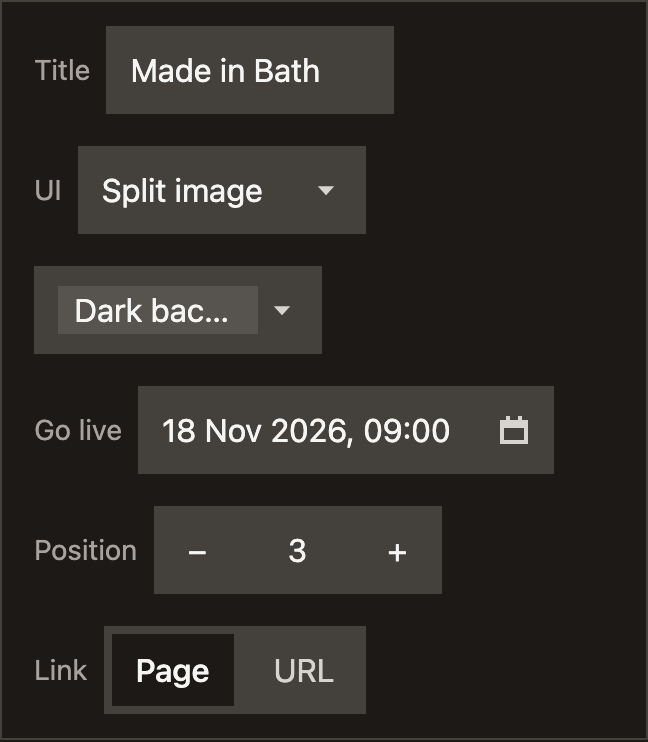 Title Made in Bath
UI Split image
Dark bac...
Go live 18 Nov 2026, 09:00
Position − 3 +
Link Page URL